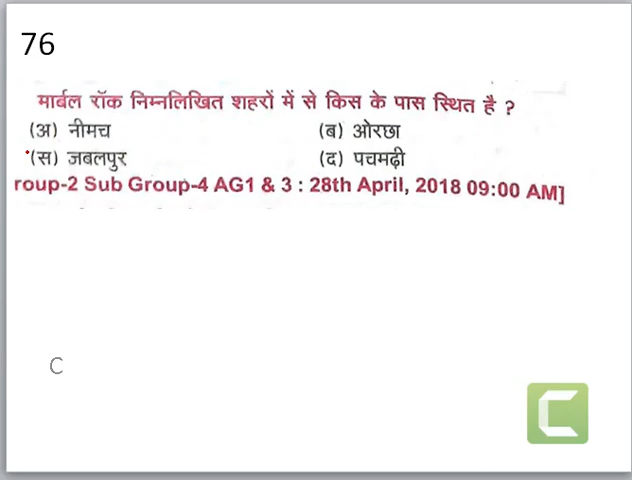 76
मार्बल रॉक निम्नलिखित शहरों में से किस के पास स्थित है ?
(अ) नीमच (ब) ओरछा
(स) जबलपुर (द) पचमढ़ी
roup-2 Sub Group-4 AG1 & 3 : 28th April, 2018 09:00 AM]
C